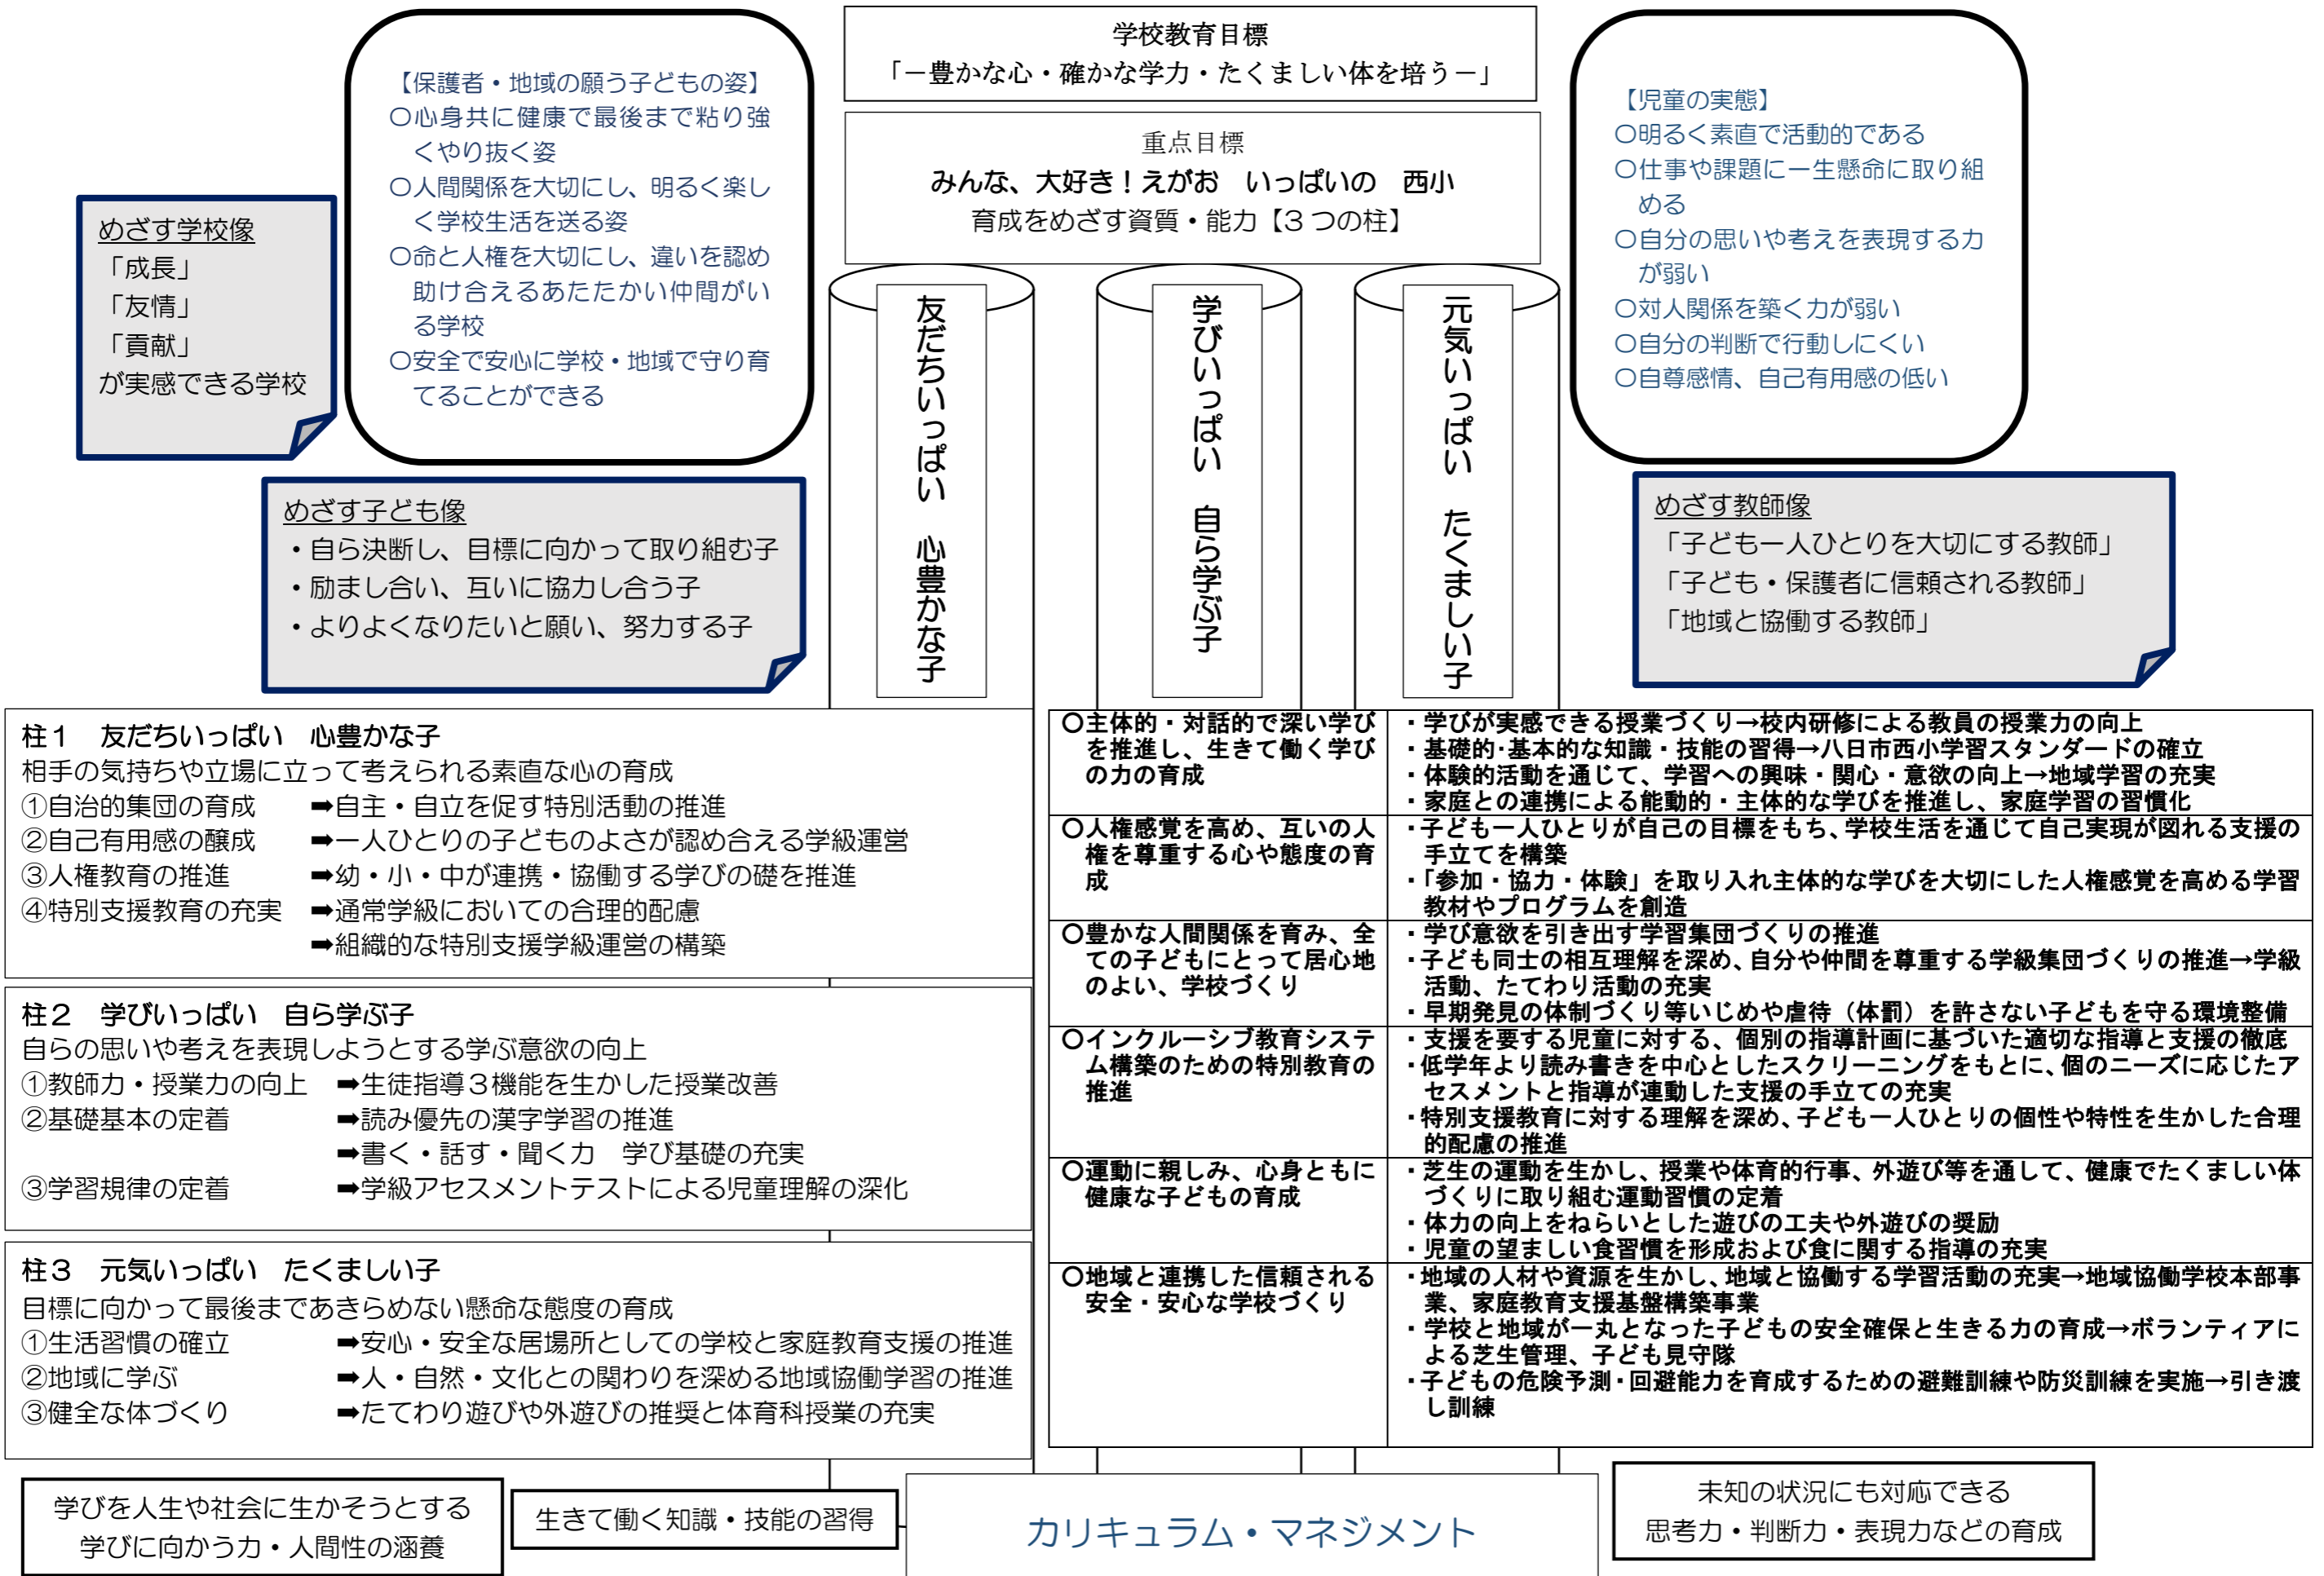 学校教育目標
「－豊かな心・確かな学力・たくましい体を培う－」
重点目標
みんな、大好き！えがお　いっぱいの　西小
育成をめざす資質・能力【３つの柱】
【保護者・地域の願う子どもの姿】
〇心身共に健康で最後まで粘り強
くやり抜く姿
〇人間関係を大切にし、明るく楽し
く学校生活を送る姿
〇命と人権を大切にし、違いを認め
助け合えるあたたかい仲間がい
る学校
〇安全で安心に学校・地域で守り育
てることができる
【児童の実態】
〇明るく素直で活動的である
〇仕事や課題に一生懸命に取り組
める
〇自分の思いや考えを表現する力
が弱い
〇対人関係を築く力が弱い
〇自分の判断で行動しにくい
〇自尊感情、自己有用感の低い
めざす学校像
「成長」
「友情」
「貢献」
が実感できる学校
めざす子ども像
・自ら決断し、目標に向かって取り組む子
・励まし合い、互いに協力し合う子
・よりよくなりたいと願い、努力する子
友だちいっぱい　心豊かな子
学びいっぱい　自ら学ぶ子
元気いっぱい　たくましい子
めざす教師像
「子ども一人ひとりを大切にする教師」
「子ども・保護者に信頼される教師」
「地域と協働する教師」
柱１　友だちいっぱい　心豊かな子
相手の気持ちや立場に立って考えられる素直な心の育成
①自治的集団の育成　➡自主・自立を促す特別活動の推進
②自己有用感の醸成　➡一人ひとりの子どものよさが認め合える学級運営
③人権教育の推進　➡幼・小・中が連携・協働する学びの礎を推進
④特別支援教育の充実　➡通常学級においての合理的配慮
➡組織的な特別支援学級運営の構築
柱２　学びいっぱい　自ら学ぶ子
自らの思いや考えを表現しようとする学ぶ意欲の向上
①教師力・授業力の向上　➡生徒指導３機能を生かした授業改善
②基礎基本の定着　➡読み優先の漢字学習の推進
➡書く・話す・聞く力　学び基礎の充実
③学習規律の定着　➡学級アセスメントテストによる児童理解の深化
柱３　元気いっぱい　たくましい子
目標に向かって最後まであきらめない懸命な態度の育成
①生活習慣の確立　➡安心・安全な居場所としての学校と家庭教育支援の推進
②地域に学ぶ　➡人・自然・文化との関わりを深める地域協働学習の推進
③健全な体づくり　➡たてわり遊びや外遊びの推奨と体育科授業の充実
〇主体的・対話的で深い学び
を推進し、生きて働く学び
の力の育成
・学びが実感できる授業づくり→校内研修による教員の授業力の向上
・基礎的・基本的な知識・技能の習得→八日市西小学習スタンダードの確立
・体験的活動を通じて、学習への興味・関心・意欲の向上→地域学習の充実
・家庭との連携による能動的・主体的な学びを推進し、家庭学習の習慣化
〇人権感覚を高め、互いの人
権を尊重する心や態度の育
成
・子ども一人ひとりが自己の目標をもち、学校生活を通じて自己実現が図れる支援の
手立てを構築
・「参加・協力・体験」を取り入れ主体的な学びを大切にした人権感覚を高める学習
教材やプログラムを創造
〇豊かな人間関係を育み、全
ての子どもにとって居心地
のよい、学校づくり
・学び意欲を引き出す学習集団づくりの推進
・子ども同士の相互理解を深め、自分や仲間を尊重する学級集団づくりの推進→学級
活動、たてわり活動の充実
・早期発見の体制づくり等いじめや虐待（体罰）を許さない子どもを守る環境整備
〇インクルーシブ教育システ
ム構築のための特別教育の
推進
・支援を要する児童に対する、個別の指導計画に基づいた適切な指導と支援の徹底
・低学年より読み書きを中心としたスクリーニングをもとに、個のニーズに応じたア
セスメントと指導が連動した支援の手立ての充実
・特別支援教育に対する理解を深め、子ども一人ひとりの個性や特性を生かした合理
的配慮の推進
〇運動に親しみ、心身ともに
健康な子どもの育成
・芝生の運動を生かし、授業や体育的行事、外遊び等を通して、健康でたくましい体
づくりに取り組む運動習慣の定着
・体力の向上をねらいとした遊びの工夫や外遊びの奨励
・児童の望ましい食習慣を形成および食に関する指導の充実
〇地域と連携した信頼される
安全・安心な学校づくり
・地域の人材や資源を生かし、地域と協働する学習活動の充実→地域協働学校本部事
業、家庭教育支援基盤構築事業
・学校と地域が一丸となった子どもの安全確保と生きる力の育成→ボランティアに
よる芝生管理、子ども見守隊
・子どもの危険予測・回避能力を育成するための避難訓練や防災訓練を実施→引き渡
し訓練
学びを人生や社会に生かそうとする
学びに向かう力・人間性の涵養
生きて働く知識・技能の習得
カリキュラム・マネジメント
未知の状況にも対応できる
思考力・判断力・表現力などの育成